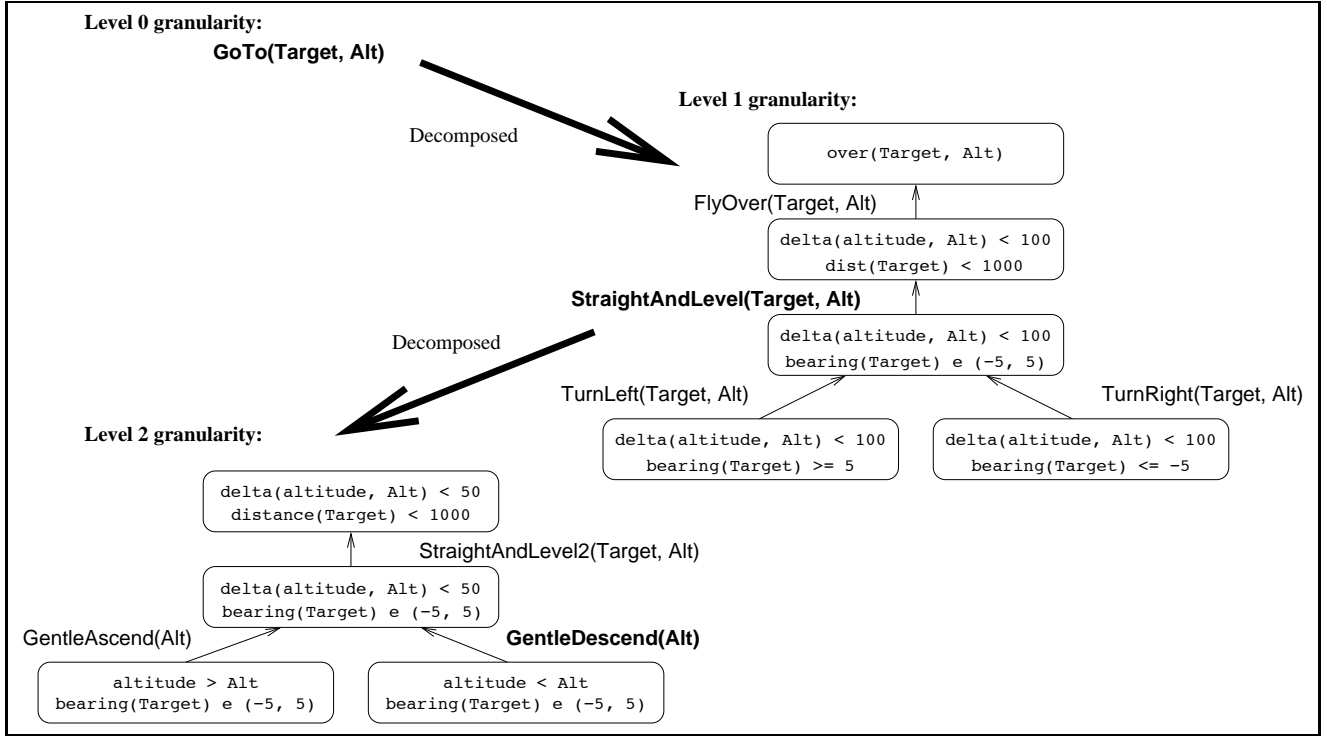 Level 0 granularity:
GoTo(Target, Alt)
Decomposed
Level 1 granularity:
over(Target, Alt)
FlyOver(Target, Alt)
delta(altitude, Alt) < 100
dist(Target) < 1000
StraightAndLevel(Target, Alt)
delta(altitude, Alt) < 100
bearing(Target) e (−5, 5)
TurnLeft(Target, Alt)
TurnRight(Target, Alt)
delta(altitude, Alt) < 100
bearing(Target) >= 5
delta(altitude, Alt) < 100
bearing(Target) <= −5
Decomposed
Level 2 granularity:
delta(altitude, Alt) < 50
distance(Target) < 1000
StraightAndLevel2(Target, Alt)
delta(altitude, Alt) < 50
bearing(Target) e (−5, 5)
GentleAscend(Alt)
GentleDescend(Alt)
altitude > Alt
bearing(Target) e (−5, 5)
altitude < Alt
bearing(Target) e (−5, 5)